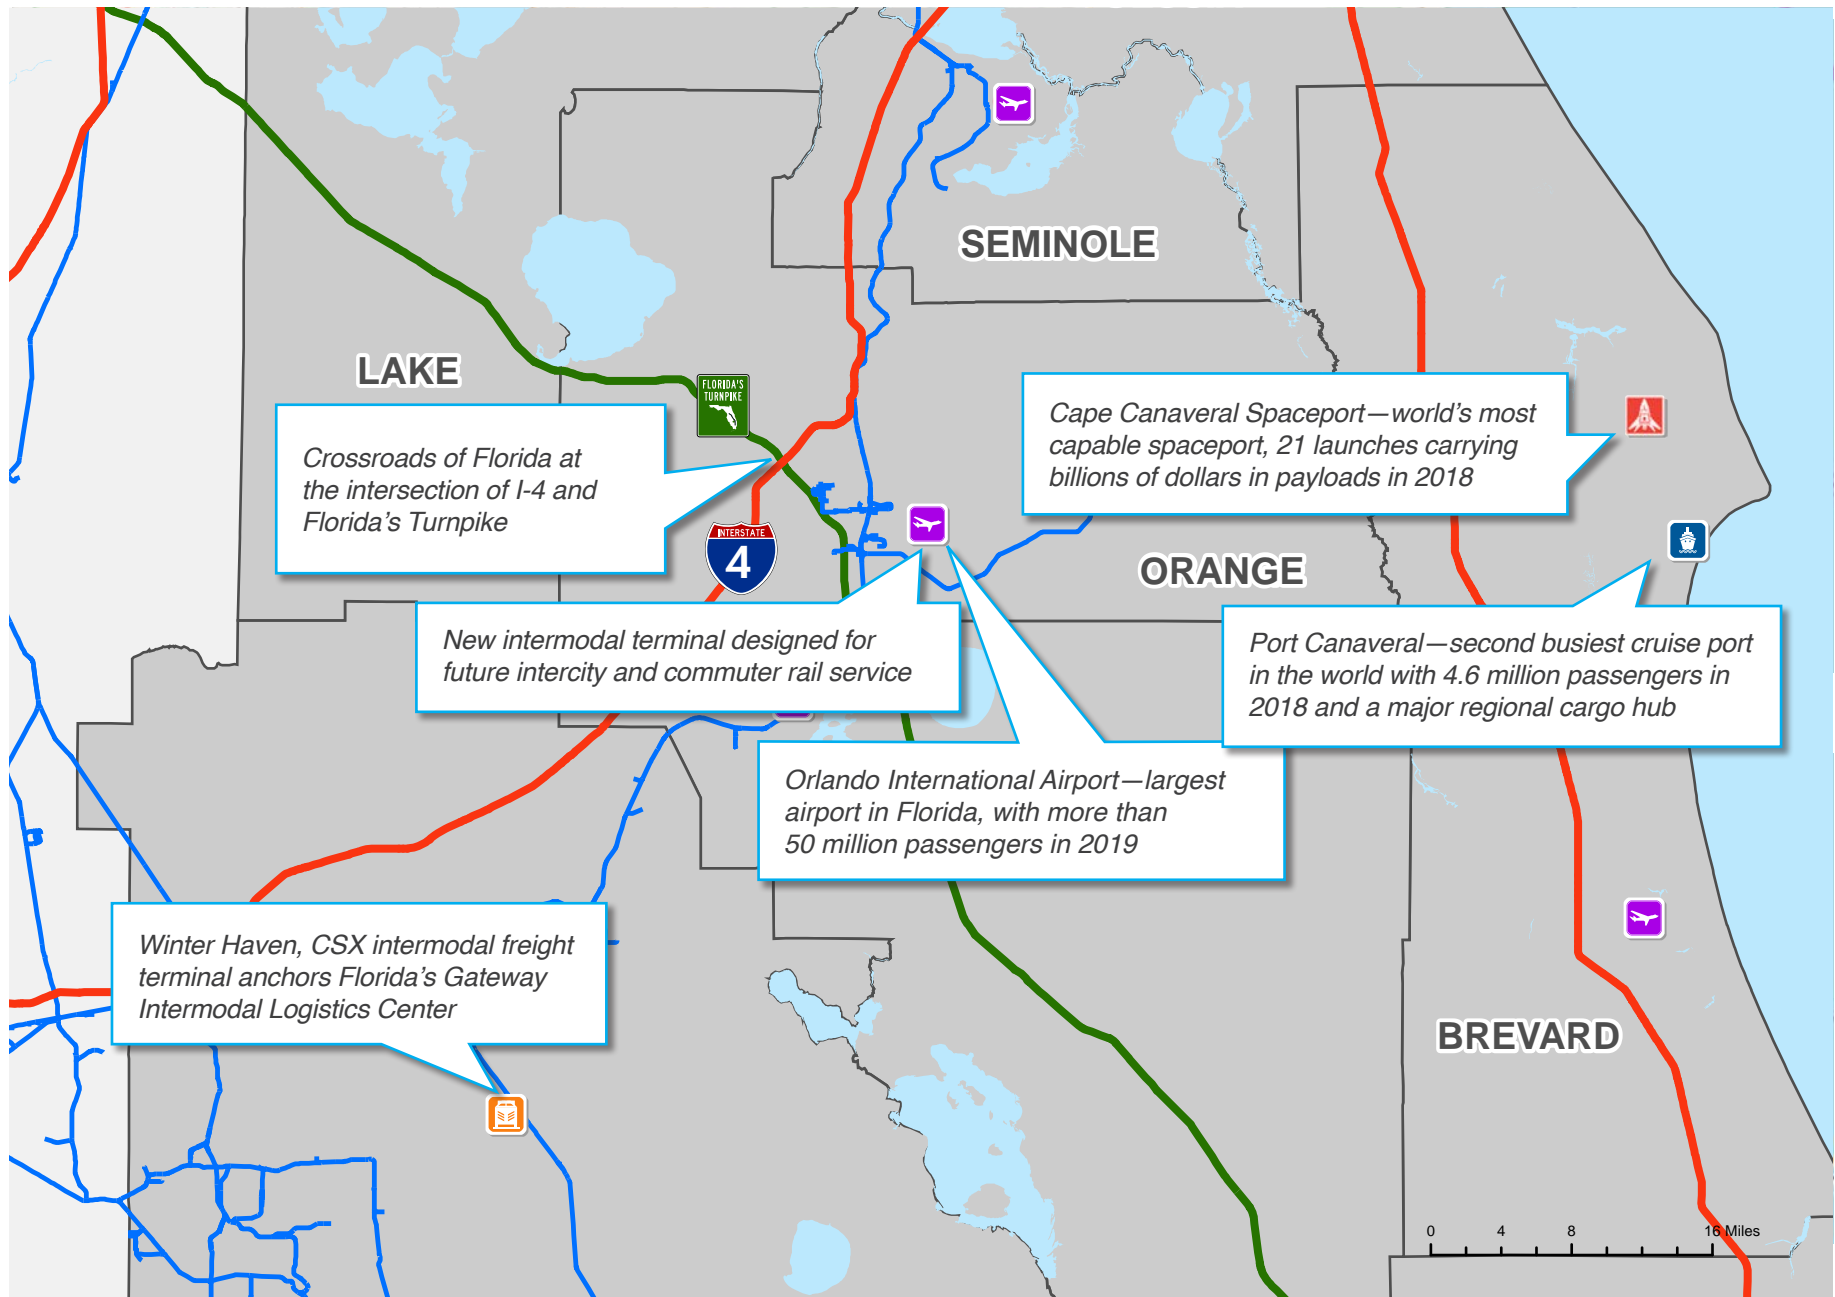 SEMINOLE
LAKE
FLORIDA'S
TURNPIKE
Cape Canaveral Spaceport—world's most
capable spaceport, 21 launches carrying
billions of dollars in payloads in 2018
Crossroads of Florida at
the intersection of I-4 and
Florida's Turnpike
INTERSTATE
4
ORANGE
New intermodal terminal designed for
future intercity and commuter rail service
Port Canaveral—second busiest cruise port
in the world with 4.6 million passengers in
2018 and a major regional cargo hub
Orlando International Airport—largest
airport in Florida, with more than
50 million passengers in 2019
Winter Haven, CSX intermodal freight
terminal anchors Florida's Gateway
Intermodal Logistics Center
BREVARD
0 4 8 16 Miles